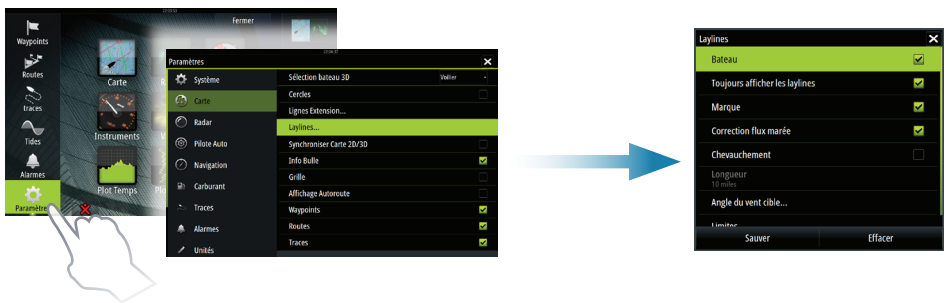 Fermer
Waypoints
Routes
traces
Tides
Alarmes
Paramètre
Carte
Instruments
Plot Temps
Paramètres
Système
Carte
Radar
Pilote Auto
Navigation
Carburant
Traces
Alarmes
Unités
Sélection bateau 3D Voilier
Cercles
Lignes Extension...
Laylines...
Synchroniser Carte 2D/3D
Info Bulle
Grille
Affichage Autoroute
Waypoints
Routes
Traces
Laylines
Bateau
Toujours afficher les laylines
Marque
Correction flux marée
Chevauchement
Longueur
10 miles
Angle du vent cible...
Limites
Sauver Effacer